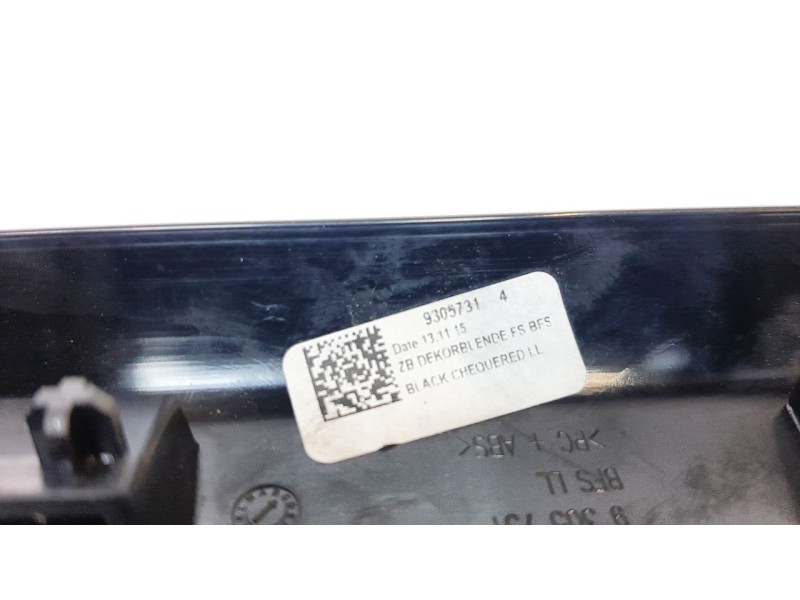 9305731 4
Date 13.11.15
ZB DEKORBLENDE FS BFS
BLACK CHEQUERED LL
>PC + ABS<
BFS LL
9 305 731